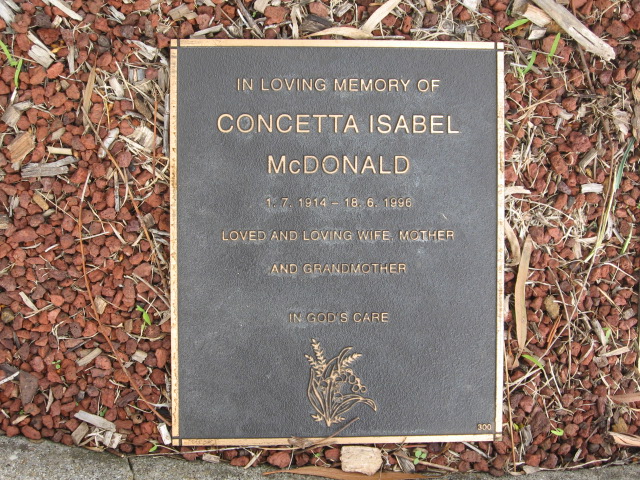 IN LOVING MEMORY OF
CONCETTA ISABEL
McDONALD
1. 7. 1914 – 18. 6. 1996
LOVED AND LOVING WIFE, MOTHER
AND GRANDMOTHER
IN GOD'S CARE
300